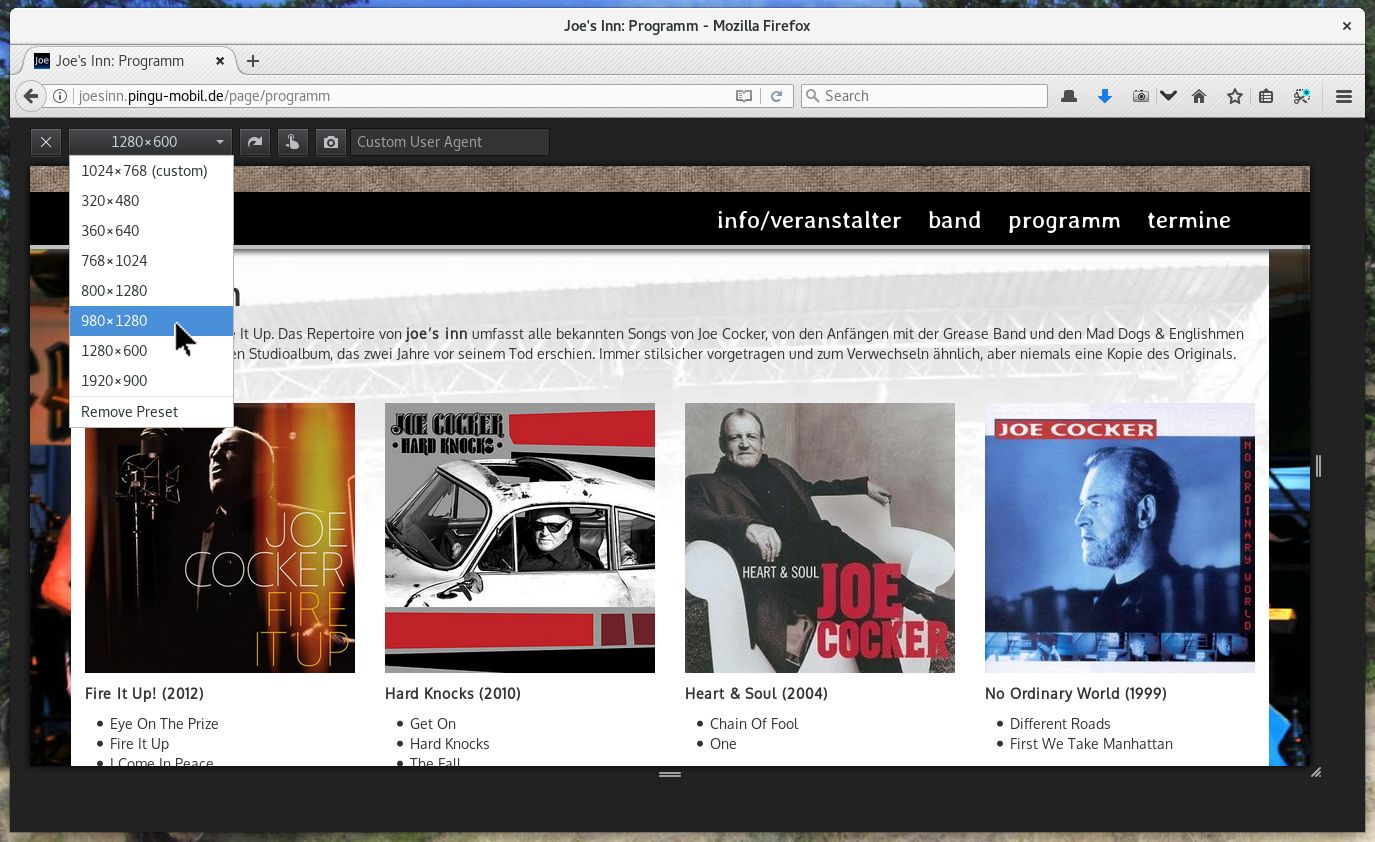 Joe's Inn: Programm - Mozilla Firefox
Joe
Joe's Inn: Programm
joesinn.pingu-mobil.de/page/programm
Search
1280×600
Custom User Agent
1024×768 (custom)
320×480
360×640
768×1024
800×1280
980×1280
1280×600
1920×900
Remove Preset
info/veranstalter band programm termine
It Up. Das Repertoire von joe's inn umfasst alle bekannten Songs von Joe Cocker, von den Anfängen mit der Grease Band und den Mad Dogs & Englishmen
en Studioalbum, das zwei Jahre vor seinem Tod erschien. Immer stilsicher vorgetragen und zum Verwechseln ähnlich, aber niemals eine Kopie des Originals.
JOE
COCKER
FIRE
IT UP
JOE COCKER
• HARD KNOCKS •
HEART & SOUL
JOE
COCKER
JOE COCKER
NO ORDINARY WORLD
Fire It Up! (2012)
Eye On The Prize
Fire It Up
I Come In Peace
Hard Knocks (2010)
Get On
Hard Knocks
The Fall
Heart & Soul (2004)
Chain Of Fool
One
No Ordinary World (1999)
Different Roads
First We Take Manhattan